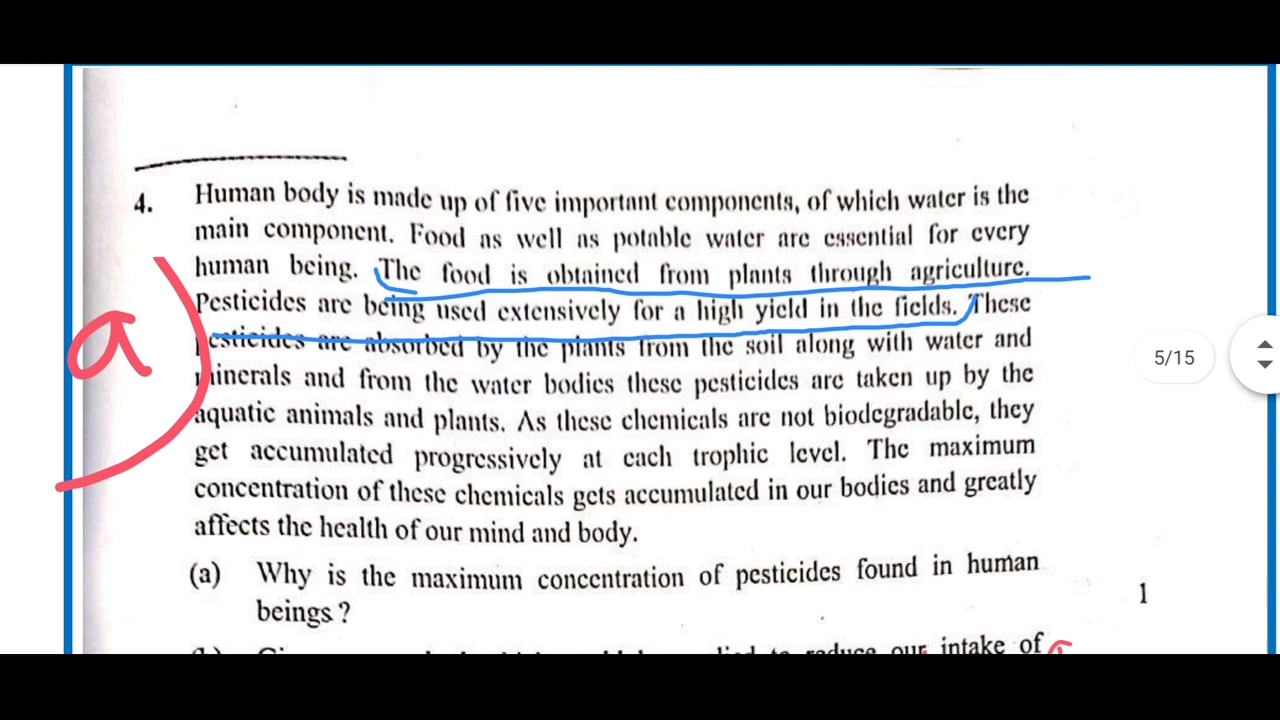 4. Human body is made up of five important components, of which water is the
main component. Food as well as potable water are essential for every
human being. The food is obtained from plants through agriculture.
Pesticides are being used extensively for a high yield in the fields. These
pesticides are absorbed by the plants from the soil along with water and
minerals and from the water bodies these pesticides are taken up by the
aquatic animals and plants. As these chemicals are not biodegradable, they
get accumulated progressively at each trophic level. The maximum
concentration of these chemicals gets accumulated in our bodies and greatly
affects the health of our mind and body.
a)
5/15
(a) Why is the maximum concentration of pesticides found in human
beings ? 1
reduce our intake of